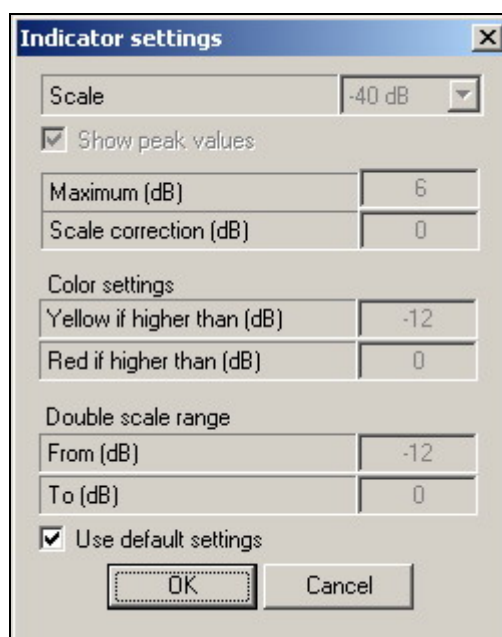 Indicator settings
Scale -40 dB
Show peak values
Maximum (dB) 6
Scale correction (dB) 0
Color settings
Yellow if higher than (dB) -12
Red if higher than (dB) 0
Double scale range
From (dB) -12
To (dB) 0
Use default settings
OK Cancel